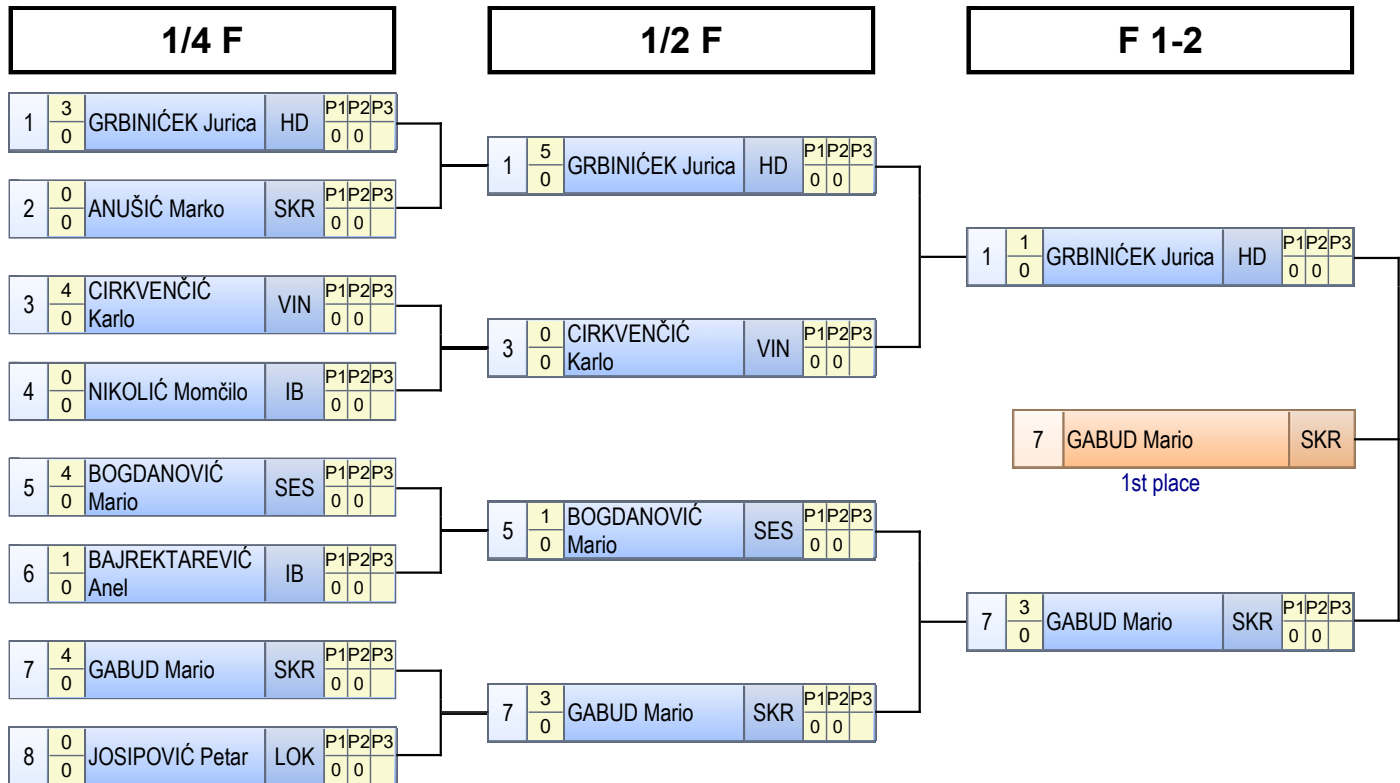 1/4 F
1/2 F
F 1-2
1 3 GRBINIĆEK Jurica HD P1 P2 P3
0 0 0
2 0 ANUŠIĆ Marko SKR P1 P2 P3
0 0 0
3 4 CIRKVENČIĆ VIN P1 P2 P3
0 Karlo 0 0
4 0 NIKOLIĆ Momčilo IB P1 P2 P3
0 0 0
5 4 BOGDANOVIĆ SES P1 P2 P3
0 Mario 0 0
6 1 BAJREKTAREVIĆ IB P1 P2 P3
0 Anel 0 0
7 4 GABUD Mario SKR P1 P2 P3
0 0 0
8 0 JOSIPOVIĆ Petar LOK P1 P2 P3
0 0 0
1 5 GRBINIĆEK Jurica HD P1 P2 P3
0 0 0
3 0 CIRKVENČIĆ VIN P1 P2 P3
0 Karlo 0 0
5 1 BOGDANOVIĆ SES P1 P2 P3
0 Mario 0 0
7 3 GABUD Mario SKR P1 P2 P3
0 0 0
1 1 GRBINIĆEK Jurica HD P1 P2 P3
0 0 0
7 GABUD Mario SKR
1st place
7 3 GABUD Mario SKR P1 P2 P3
0 0 0